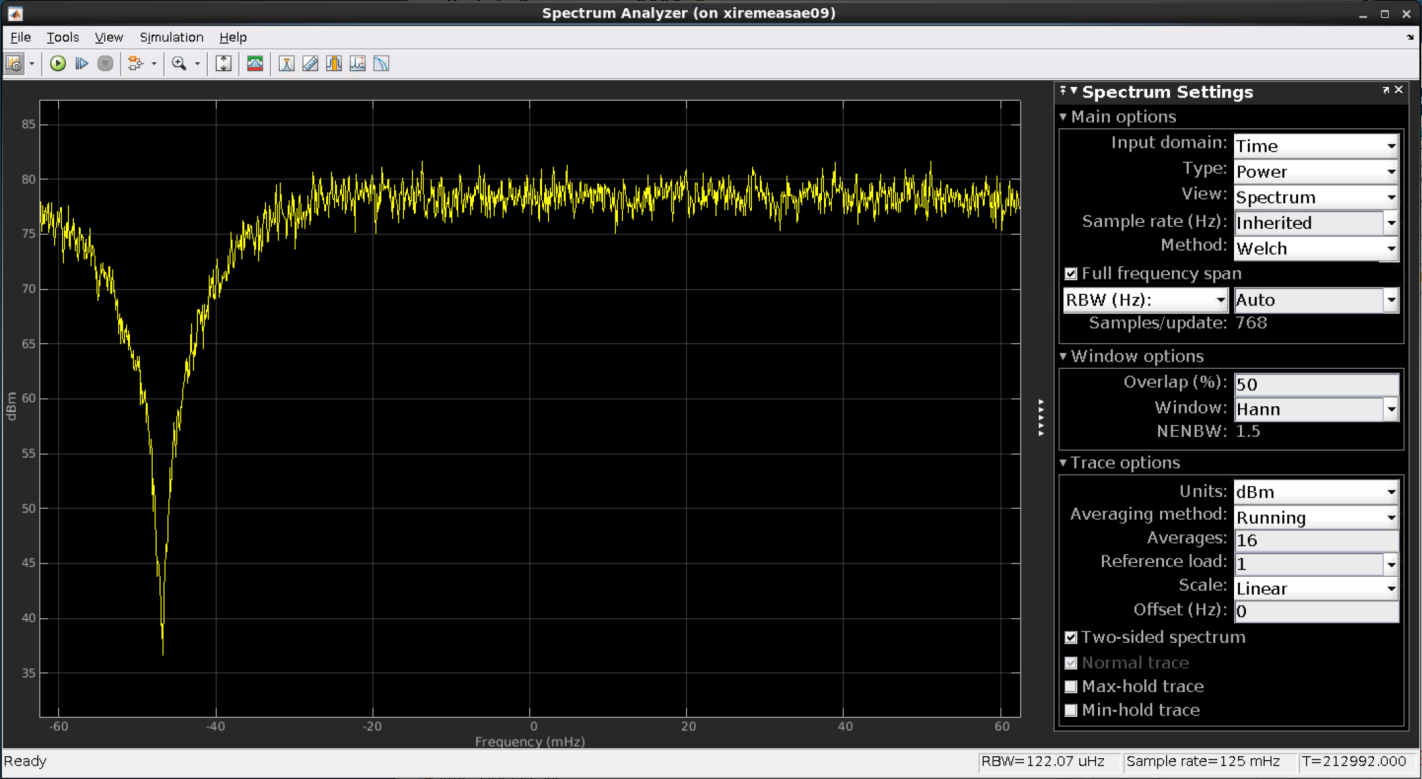 Spectrum Analyzer (on xiremeasae09)
File Tools View Simulation Help
Spectrum Settings
Main options
Input domain: Time
Type: Power
View: Spectrum
Sample rate (Hz): Inherited
Method: Welch
Full frequency span
RBW (Hz): Auto
Samples/update: 768
Window options
Overlap (%): 50
Window: Hann
NENBW: 1.5
Trace options
Units: dBm
Averaging method: Running
Averages: 16
Reference load: 1
Scale: Linear
Offset (Hz): 0
Two-sided spectrum
Normal trace
Max-hold trace
Min-hold trace
85
80
75
70
65
60
55
50
45
40
35
dBm
-60 -40 -20 0 20 40 60
Frequency (mHz)
Ready
RBW=122.07 uHz Sample rate=125 mHz T=212992.000